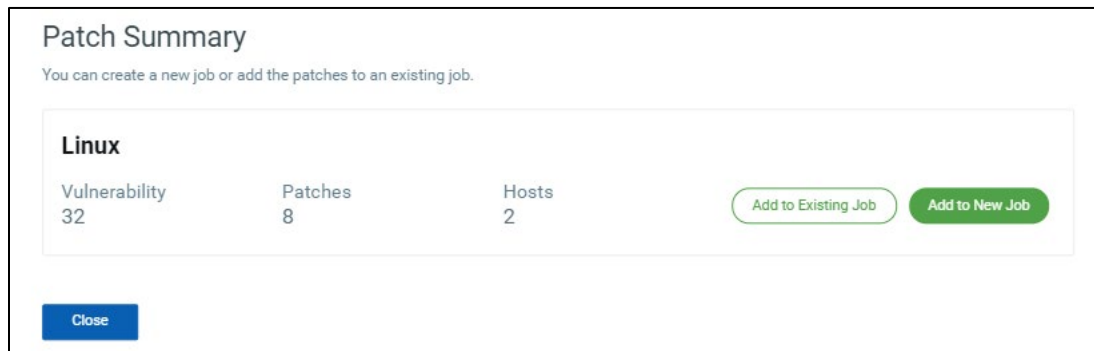 Patch Summary
You can create a new job or add the patches to an existing job.
Linux
Vulnerability Patches Hosts
32 8 2
Add to Existing Job Add to New Job
Close